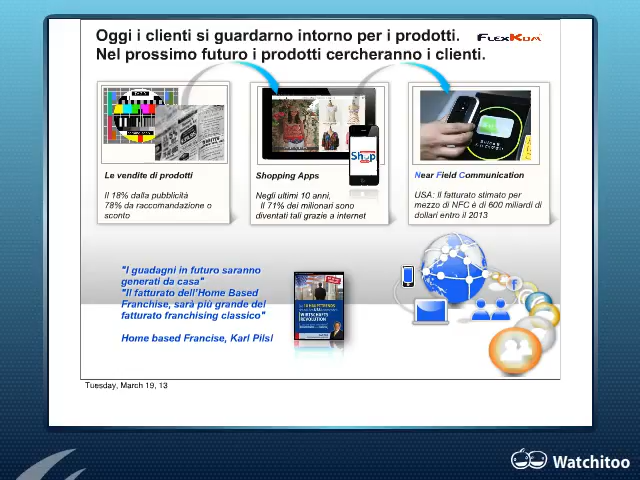 Oggi i clienti si guardarno intorno per i prodotti.
FLEXKOM
Nel prossimo futuro i prodotti cercheranno i clienti.
Shop
Le vendite di prodotti
Il 18% dalla pubblicità
78% da raccomandazione o
sconto
Shopping Apps
Negli ultimi 10 anni,
Il 71% dei milionari sono
diventati tali grazie a internet
Near Field Communication
USA: Il fatturato stimato per
mezzo di NFC è di 600 miliardi di
dollari entro il 2013
"I guadagni in futuro saranno
generati da casa"
"Il fatturato dell'Home Based
Franchise, sarà più grande del
fatturato franchising classico"
Home based Francise, Karl Pilsl
WIRTSCHAFTS
REVOLUTION
Tuesday, March 19, 13
Watchitoo